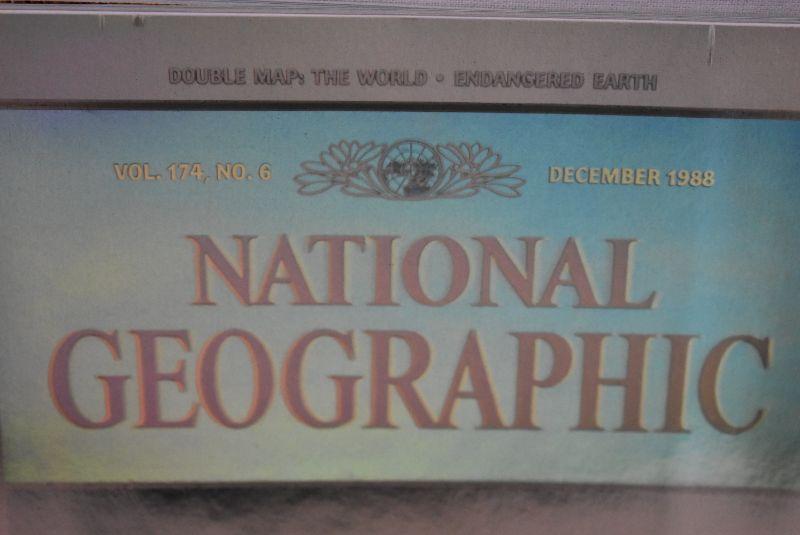 DOUBLE MAP: THE WORLD • ENDANGERED EARTH
VOL. 174, NO. 6
DECEMBER 1988
NATIONAL
GEOGRAPHIC